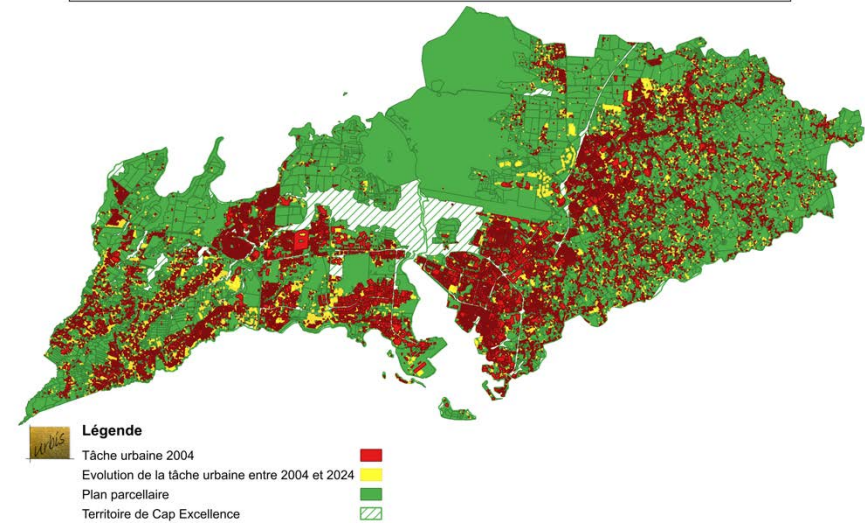 urbis
Légende
Tâche urbaine 2004
Evolution de la tâche urbaine entre 2004 et 2024
Plan parcellaire
Territoire de Cap Excellence